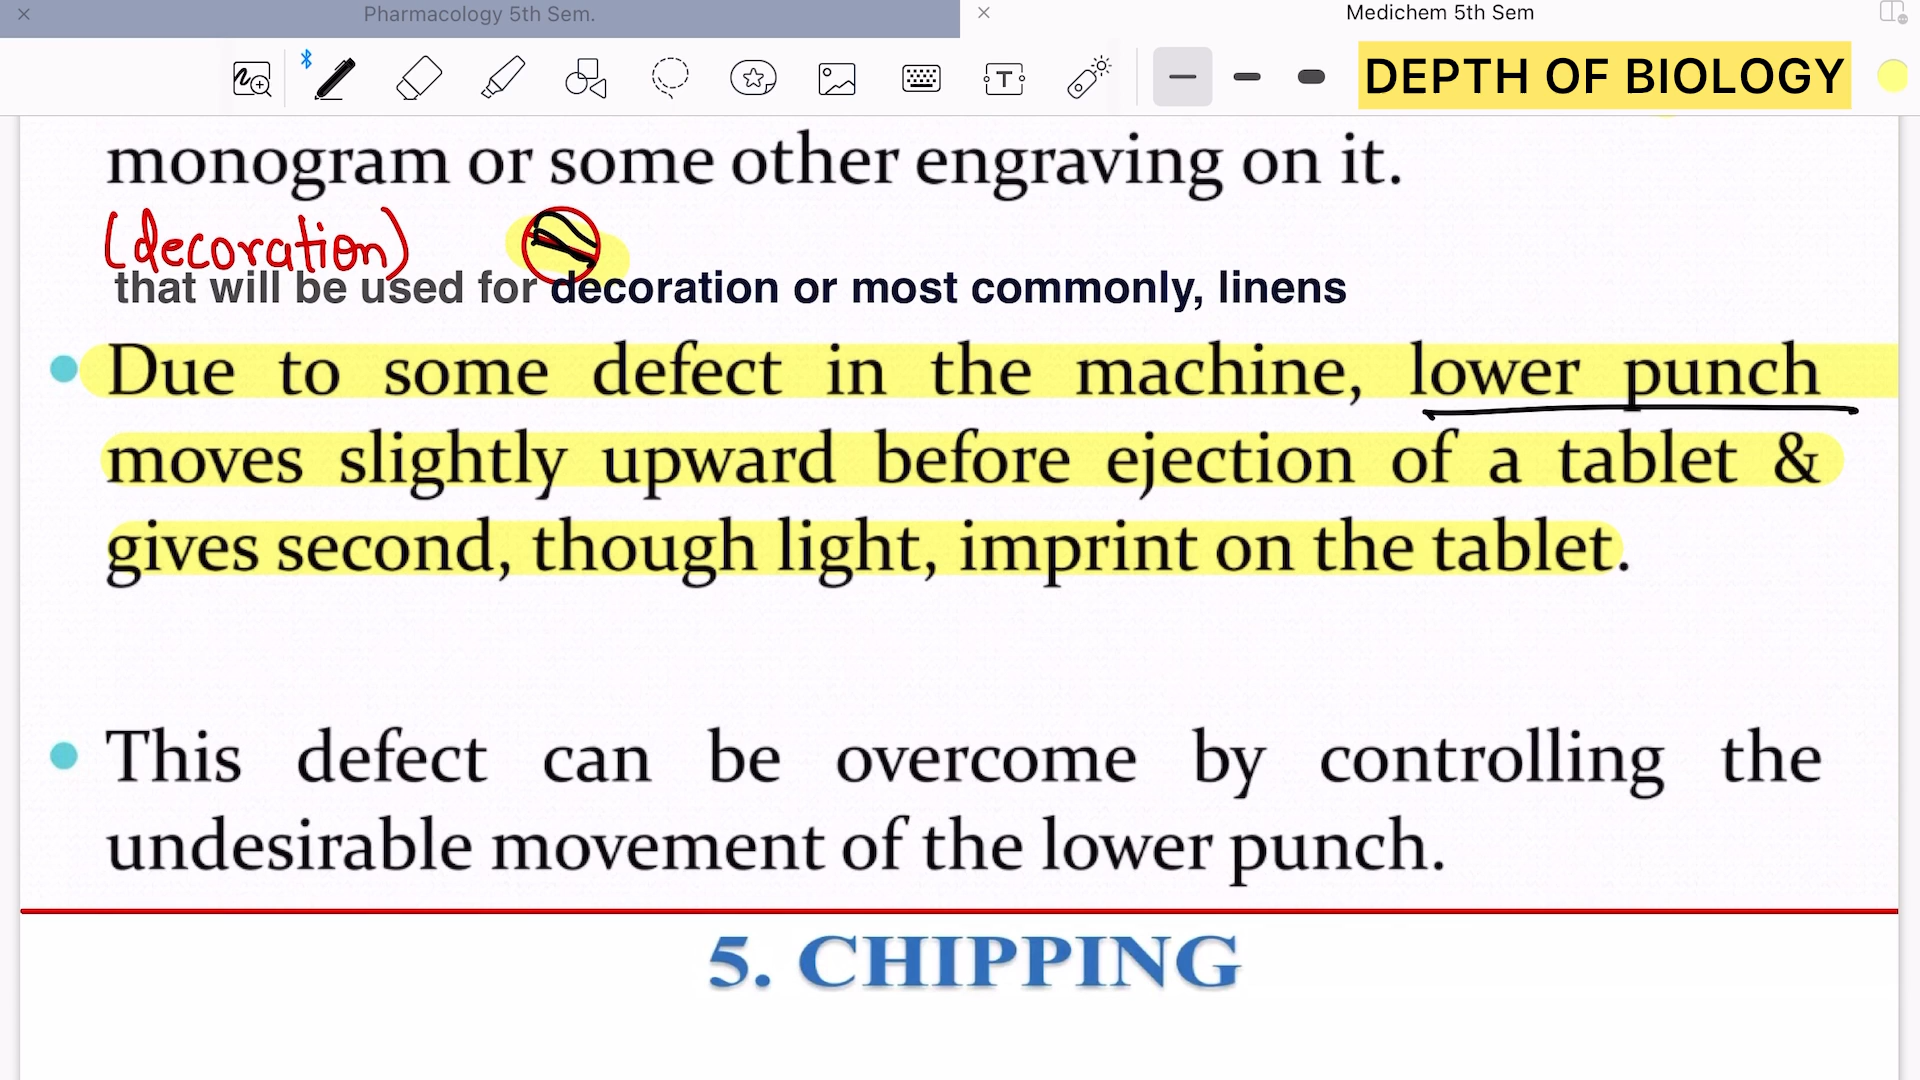 Pharmacology 5th Sem.
Medichem 5th Sem
DEPTH OF BIOLOGY
monogram or some other engraving on it.
(decoration)
that will be used for decoration or most commonly, linens
Due to some defect in the machine, lower punch
moves slightly upward before ejection of a tablet &
gives second, though light, imprint on the tablet.
This defect can be overcome by controlling the
undesirable movement of the lower punch.
5. CHIPPING